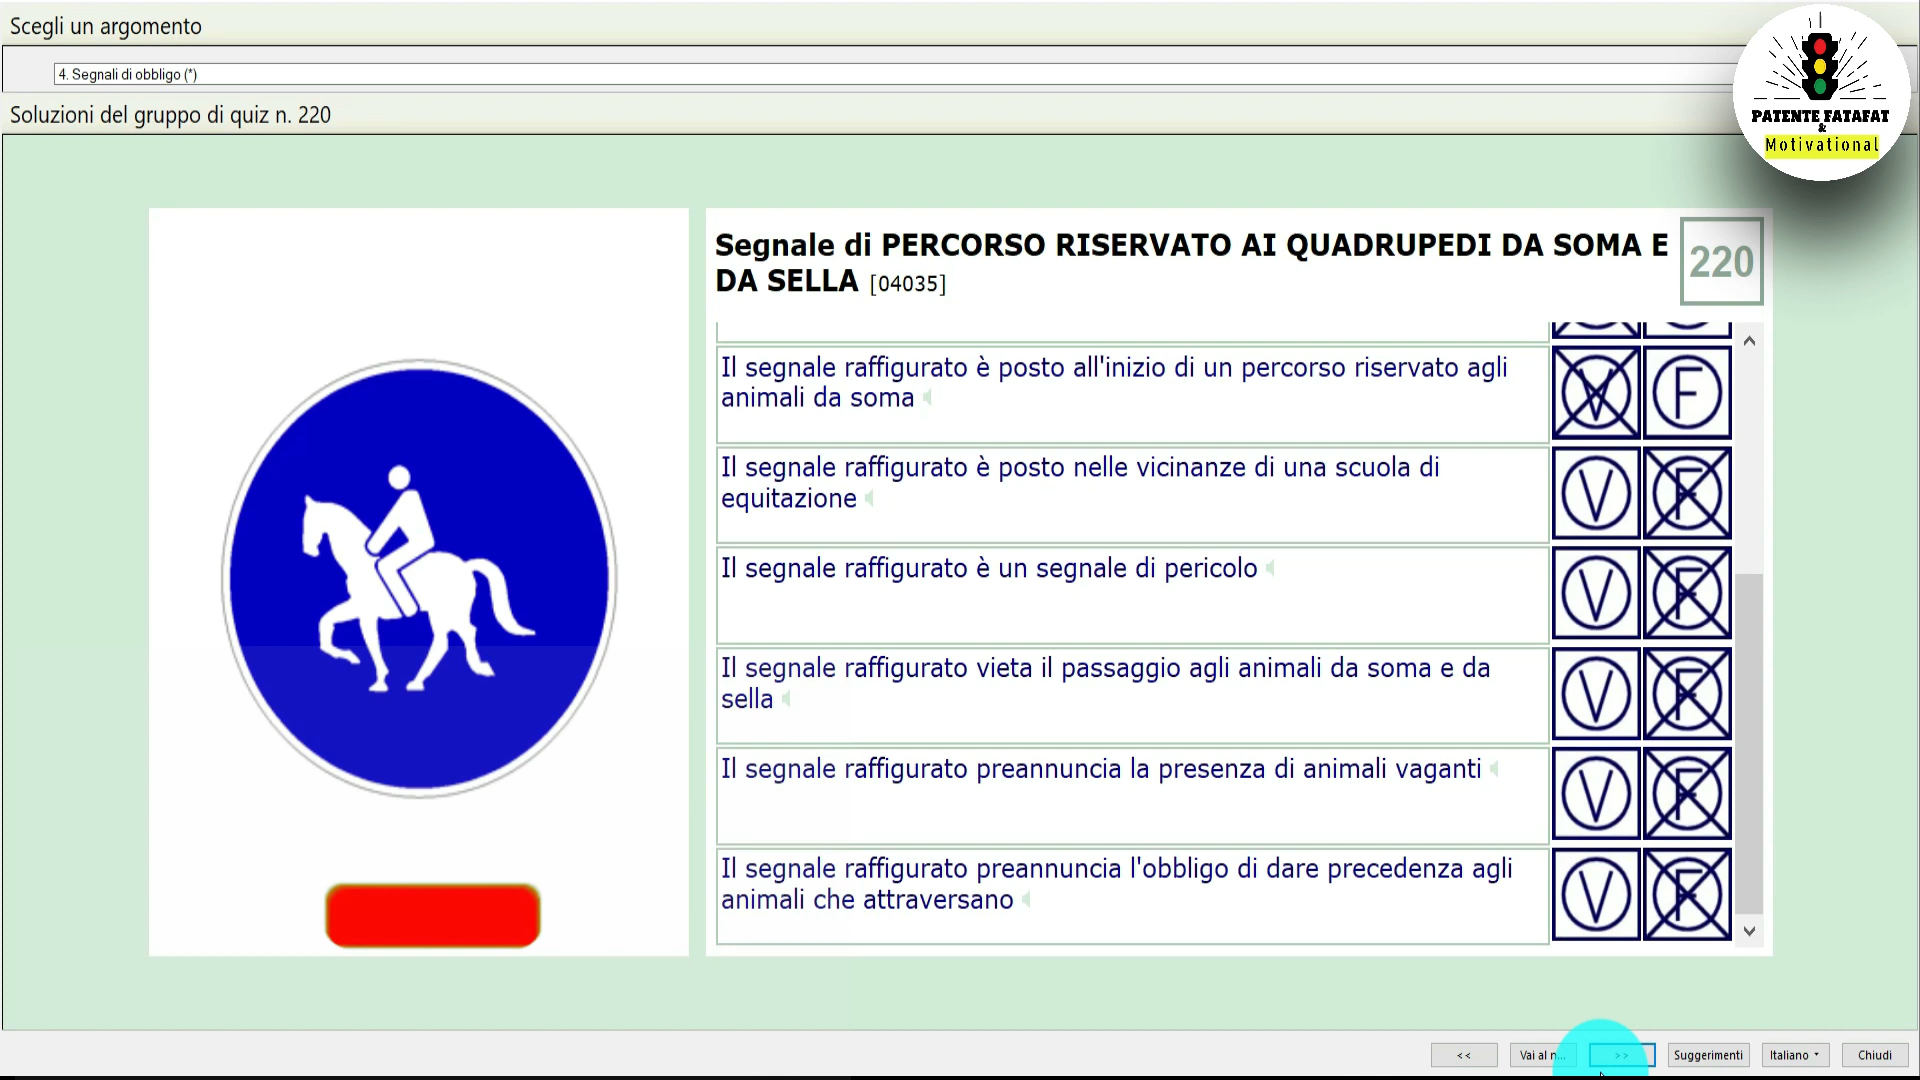 Scegli un argomento
4. Segnali di obbligo (*)
Soluzioni del gruppo di quiz n. 220
PATENTE FATAFAT
&
Motivational
Segnale di PERCORSO RISERVATO AI QUADRUPEDI DA SOMA E
DA SELLA [04035]
220
Il segnale raffigurato è posto all'inizio di un percorso riservato agli
animali da soma
V F
Il segnale raffigurato è posto nelle vicinanze di una scuola di
equitazione
V F
Il segnale raffigurato è un segnale di pericolo
V F
Il segnale raffigurato vieta il passaggio agli animali da soma e da
sella
V F
Il segnale raffigurato preannuncia la presenza di animali vaganti
V F
Il segnale raffigurato preannuncia l'obbligo di dare precedenza agli
animali che attraversano
V F
<< Vai al n... >> Suggerimenti Italiano Chiudi